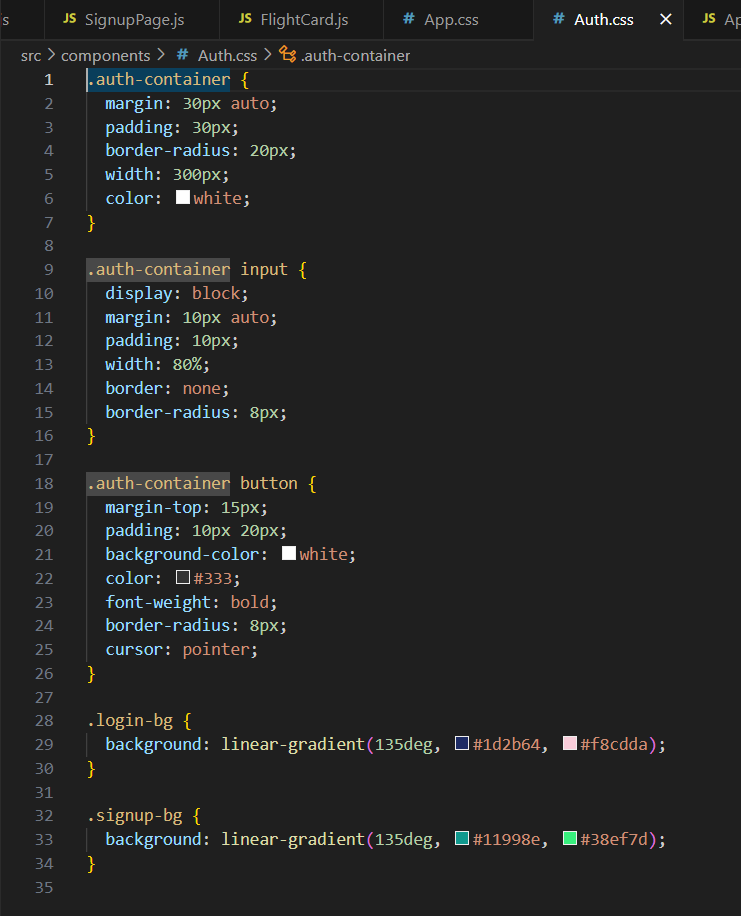 s
JS SignupPage.js
JS FlightCard.js
# App.css
# Auth.css ×
JS Ap
src > components > # Auth.css > .auth-container
1 .auth-container {
2   margin: 30px auto;
3   padding: 30px;
4   border-radius: 20px;
5   width: 300px;
6   color: white;
7 }
8
9 .auth-container input {
10   display: block;
11   margin: 10px auto;
12   padding: 10px;
13   width: 80%;
14   border: none;
15   border-radius: 8px;
16 }
17
18 .auth-container button {
19   margin-top: 15px;
20   padding: 10px 20px;
21   background-color: white;
22   color: #333;
23   font-weight: bold;
24   border-radius: 8px;
25   cursor: pointer;
26 }
27
28 .login-bg {
29   background: linear-gradient(135deg, #1d2b64, #f8cdda);
30 }
31
32 .signup-bg {
33   background: linear-gradient(135deg, #11998e, #38ef7d);
34 }
35